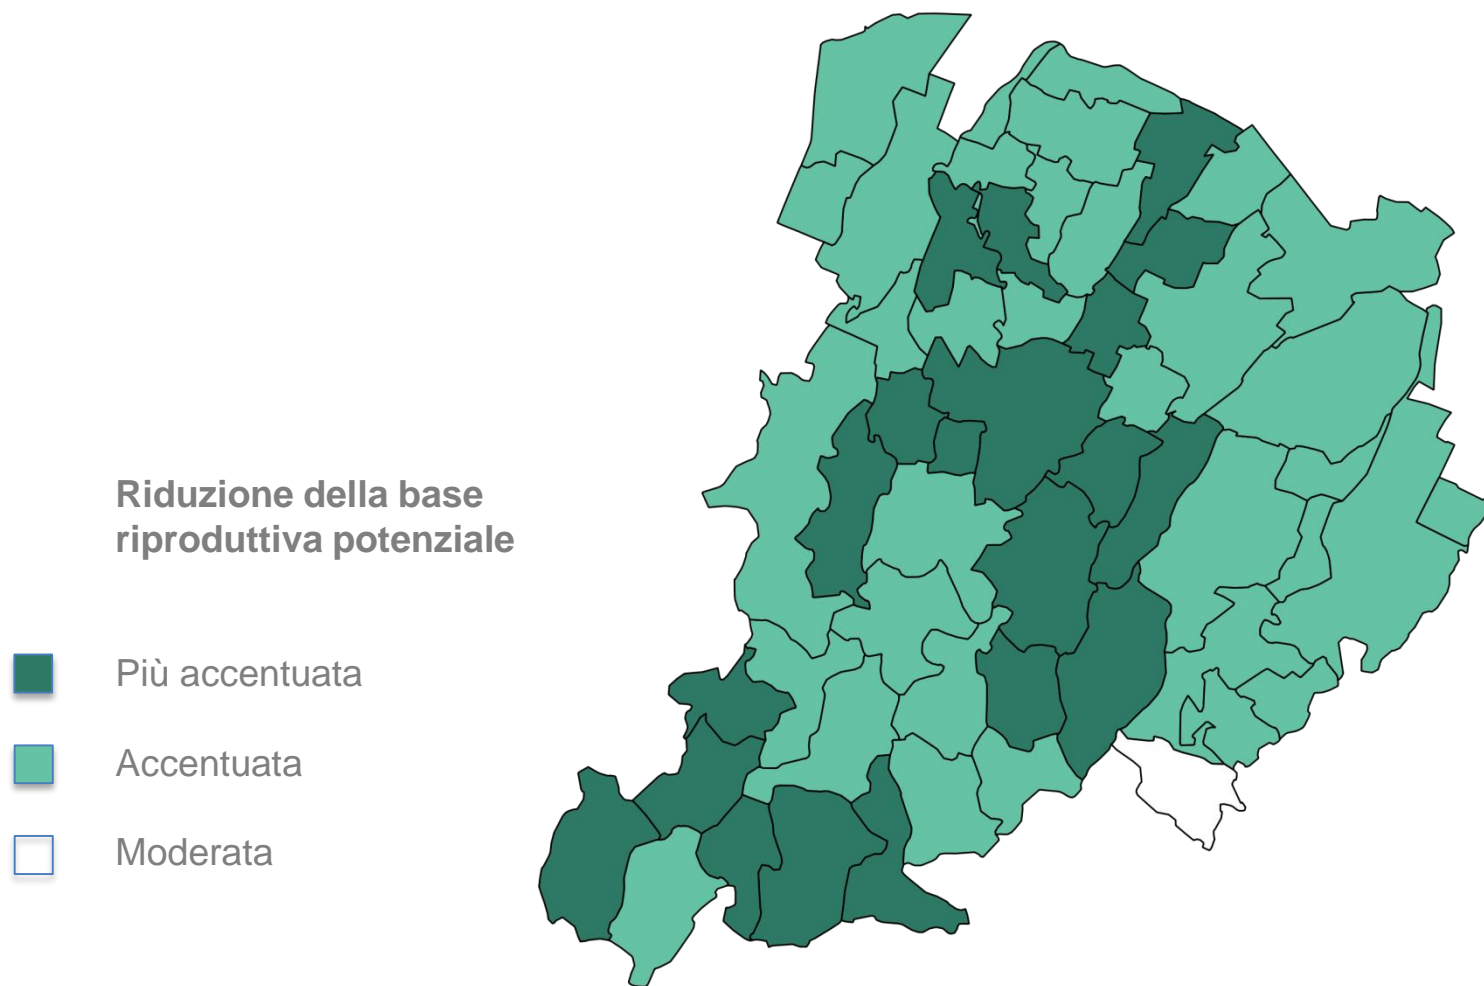 Riduzione della base
riproduttiva potenziale
Più accentuata
Accentuata
Moderata